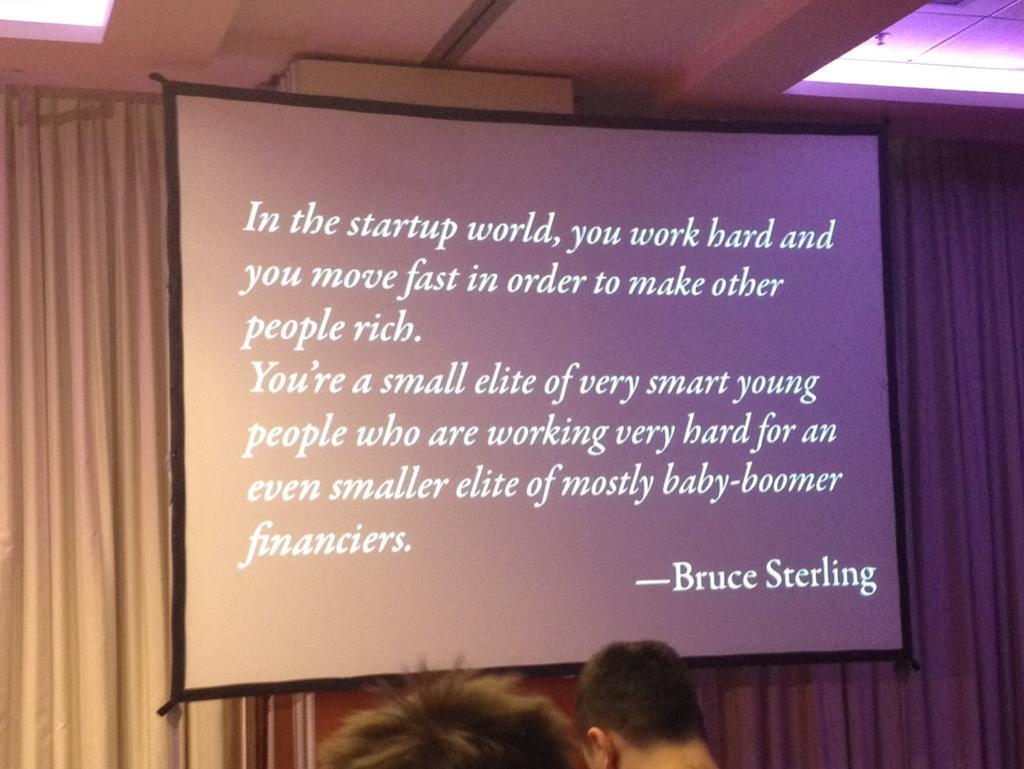 In the startup world, you work hard and
you move fast in order to make other
people rich.
You're a small elite of very smart young
people who are working very hard for an
even smaller elite of mostly baby-boomer
financiers.
—Bruce Sterling